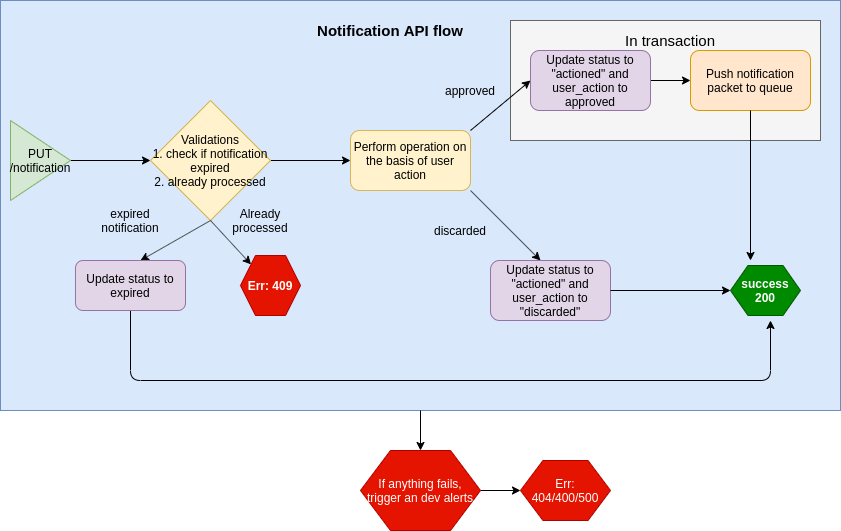 Notification API flow
In transaction
Update status to
"actioned" and
user_action to
approved
Push notification
packet to queue
approved
PUT
/notification
Validations
1. check if notification
expired
2. already processed
Perform operation on
the basis of user
action
expired
notification
Already
processed
discarded
Update status to
expired
Err: 409
Update status to
"actioned" and
user_action to
"discarded"
success
200
If anything fails,
trigger an dev alerts
Err:
404/400/500